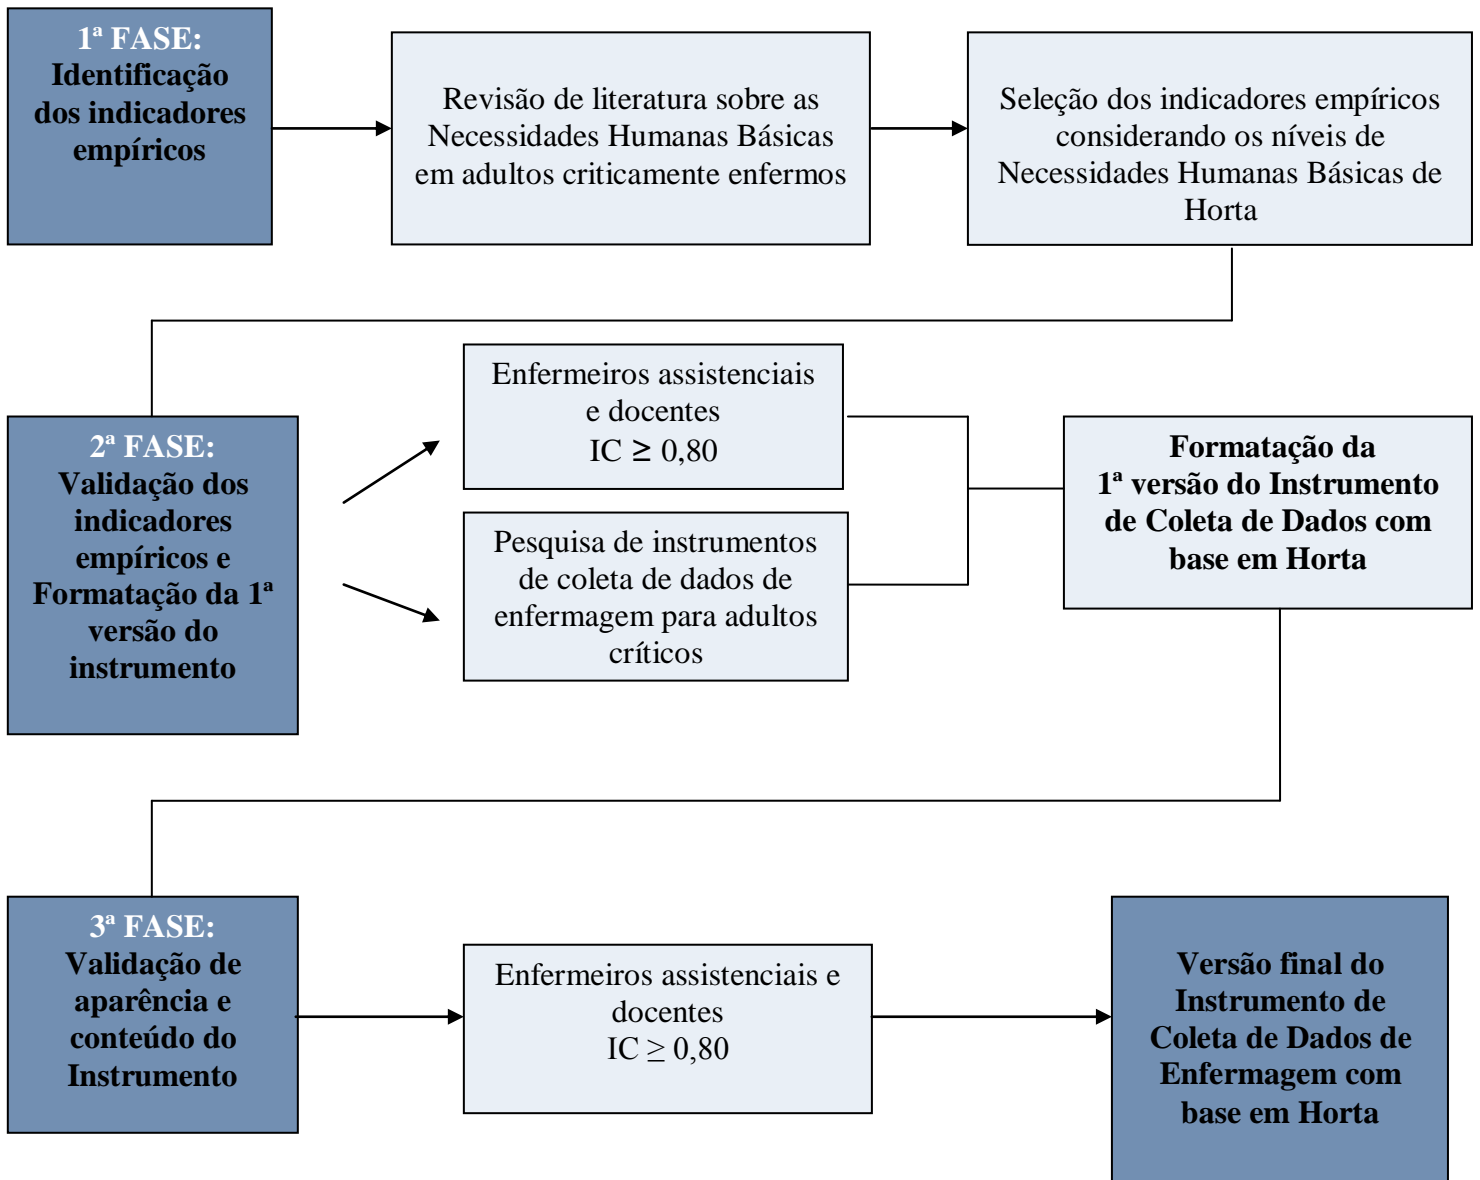 1ª FASE:
Identificação
dos indicadores
empíricos
Revisão de literatura sobre as
Necessidades Humanas Básicas
em adultos criticamente enfermos
Seleção dos indicadores empíricos
considerando os níveis de
Necessidades Humanas Básicas de
Horta
2ª FASE:
Validação dos
indicadores
empíricos e
Formatação da 1ª
versão do
instrumento
Enfermeiros assistenciais
e docentes
IC ≥ 0,80
Pesquisa de instrumentos
de coleta de dados de
enfermagem para adultos
críticos
Formatação da
1ª versão do Instrumento
de Coleta de Dados com
base em Horta
3ª FASE:
Validação de
aparência e
conteúdo do
Instrumento
Enfermeiros assistenciais e
docentes
IC ≥ 0,80
Versão final do
Instrumento de
Coleta de Dados de
Enfermagem com
base em Horta